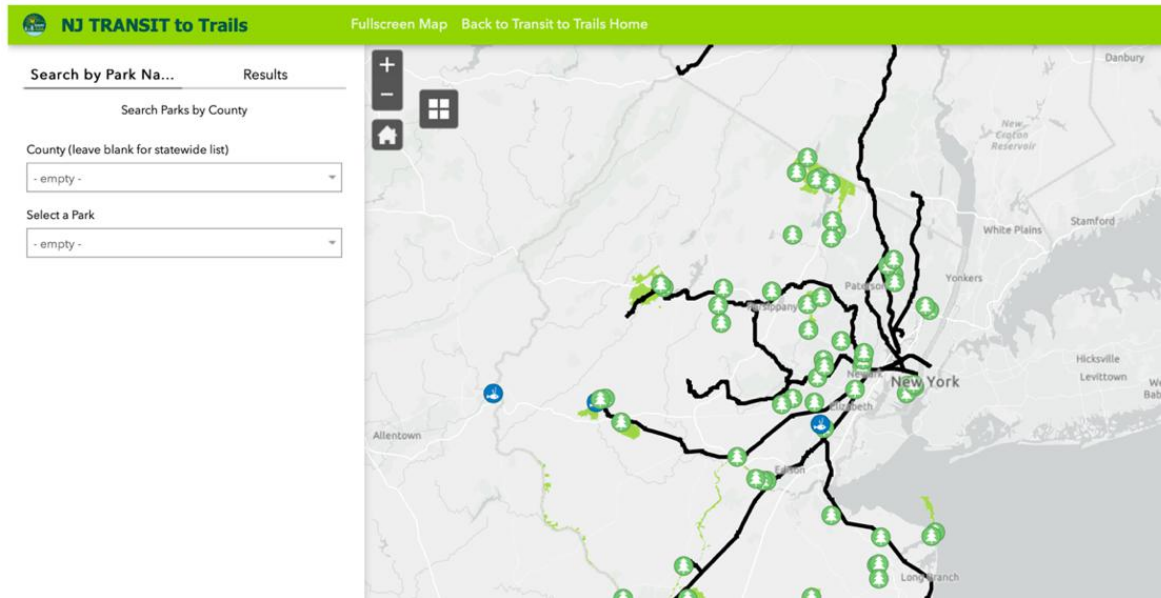 NJ TRANSIT to Trails
Fullscreen Map Back to Transit to Trails Home
Search by Park Na...
Results
Search Parks by County
County (leave blank for statewide list)
- empty -
Select a Park
- empty -
+
−
Danbury
New
Croton
Reservoir
Stamford
White Plains
Yonkers
Paterson
Parsippany
Hicksville
Levittown
We
Bab
Newark
New York
Elizabeth
Allentown
Edison
Long Branch